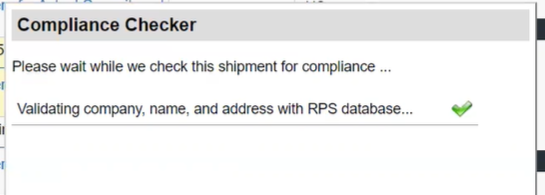 Compliance Checker
Please wait while we check this shipment for compliance ...
Validating company, name, and address with RPS database...